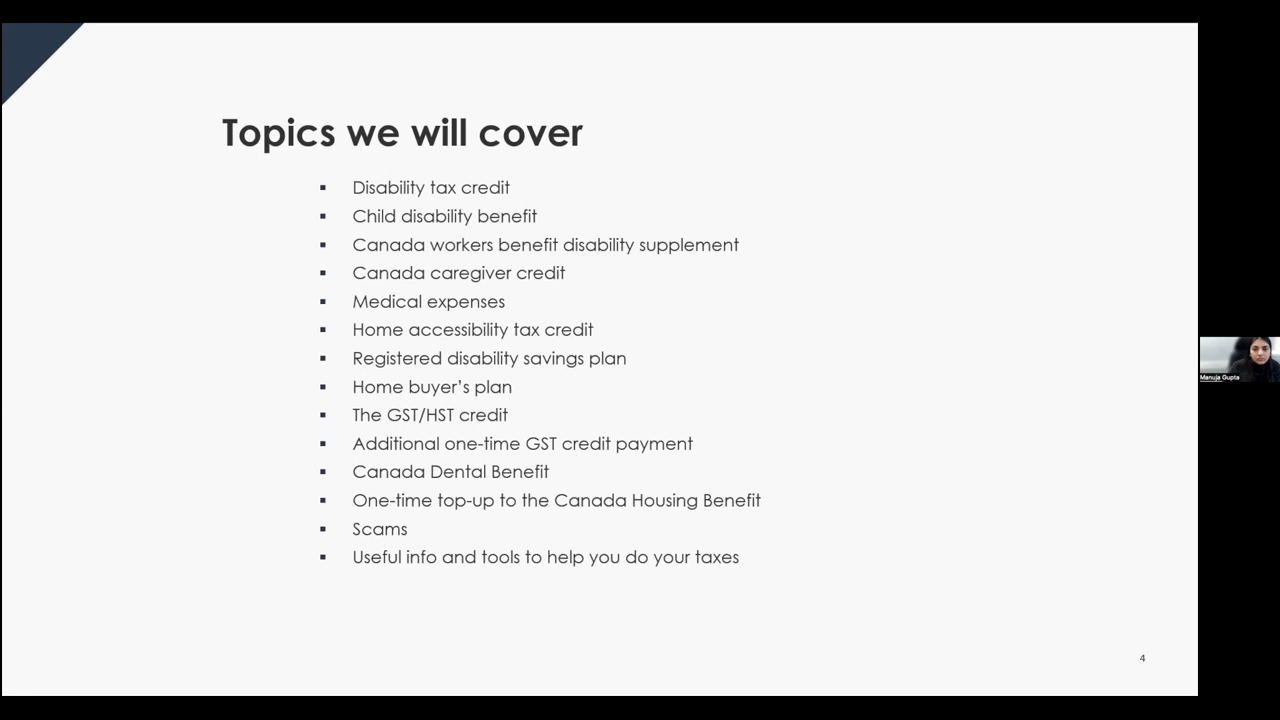 Topics we will cover
▪ Disability tax credit
▪ Child disability benefit
▪ Canada workers benefit disability supplement
▪ Canada caregiver credit
▪ Medical expenses
▪ Home accessibility tax credit
▪ Registered disability savings plan
▪ Home buyer’s plan
▪ The GST/HST credit
▪ Additional one-time GST credit payment
▪ Canada Dental Benefit
▪ One-time top-up to the Canada Housing Benefit
▪ Scams
▪ Useful info and tools to help you do your taxes
Manuja Gupta
4